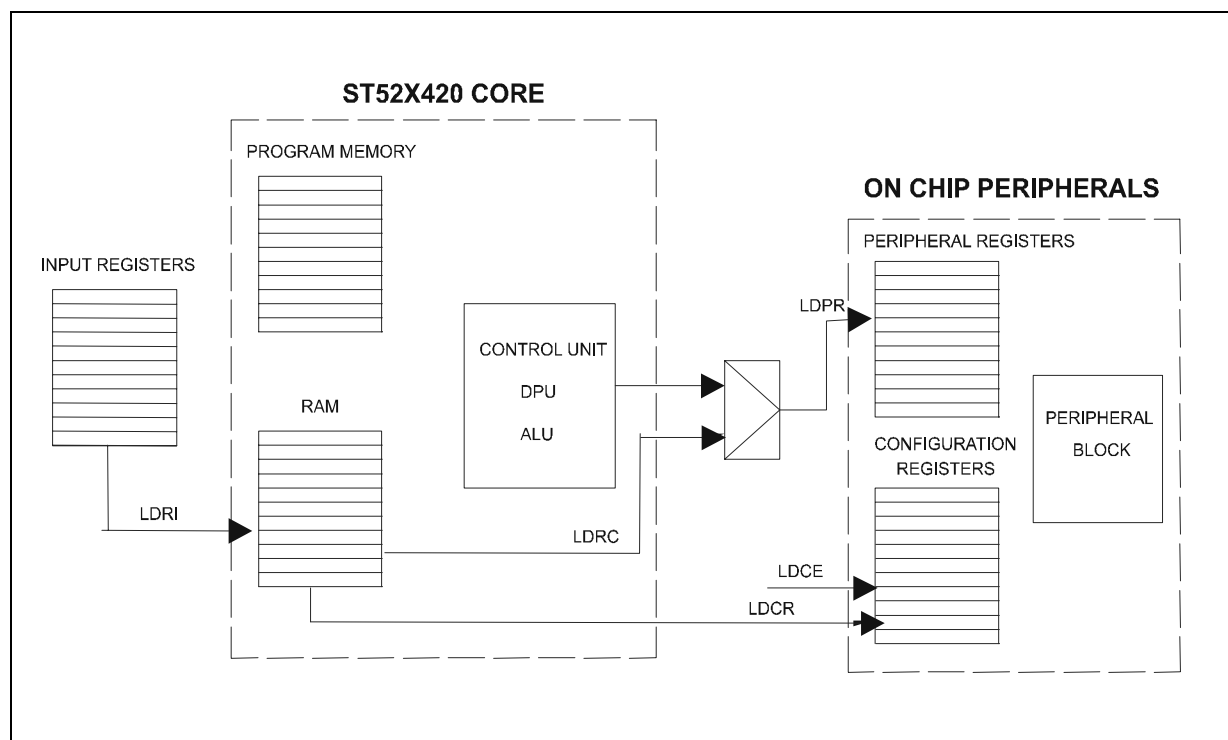 ST52X420 CORE
PROGRAM MEMORY
ON CHIP PERIPHERALS
PERIPHERAL REGISTERS
INPUT REGISTERS
LDPR
CONTROL UNIT
DPU
ALU
RAM
PERIPHERAL
BLOCK
CONFIGURATION
REGISTERS
LDRI
LDRC
LDCE
LDCR